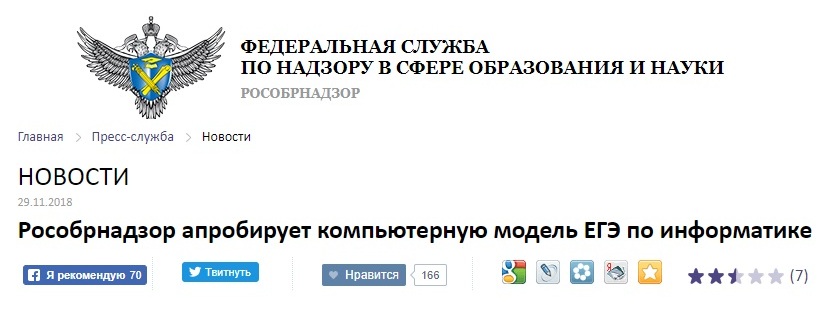 ФЕДЕРАЛЬНАЯ СЛУЖБА
ПО НАДЗОРУ В СФЕРЕ ОБРАЗОВАНИЯ И НАУКИ
РОСОБРНАДЗОР
Главная > Пресс-служба > Новости
НОВОСТИ
29.11.2018
Рособрнадзор апробирует компьютерную модель ЕГЭ по информатике
Я рекомендую 70 Твитнуть Нравится 166 (7)